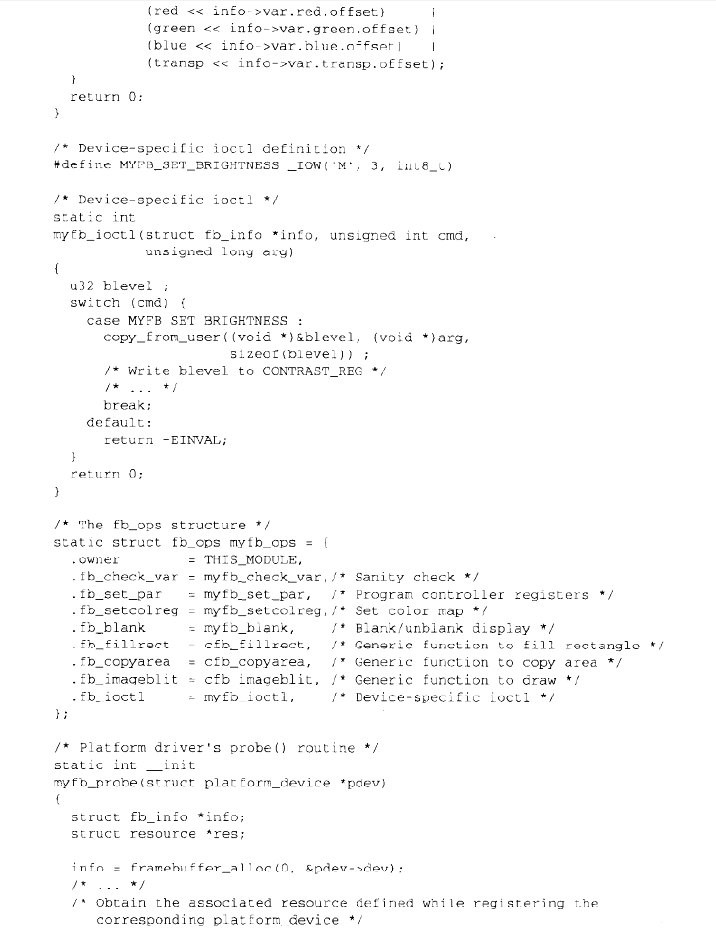 (red << info->var.red.offset) |
(green << info->var.green.offset) |
(blue << info->var.blue.offset) |
(transp << info->var.transp.offset);
}
return 0;
}
/* Device-specific ioctl definition */
#define MYFB_SET_BRIGHTNESS _IOW('M', 3, int8_t)
/* Device-specific ioctl */
static int
myfb_ioctl(struct fb_info *info, unsigned int cmd,
unsigned long arg)
{
u32 blevel ;
switch (cmd) {
case MYFB_SET_BRIGHTNESS :
copy_from_user((void *)&blevel, (void *)arg,
sizeof(blevel)) ;
/* Write blevel to CONTRAST_REG */
/* ... */
break;
default:
return -EINVAL;
}
return 0;
}
/* The fb_ops structure */
static struct fb_ops myfb_ops = {
.owner = THIS_MODULE,
.fb_check_var = myfb_check_var,/* Sanity check */
.fb_set_par = myfb_set_par, /* Program controller registers */
.fb_setcolreg = myfb_setcolreg,/* Set color map */
.fb_blank = myfb_blank, /* Blank/unblank display */
.fb_fillrect = cfb_fillrect, /* Generic function to fill rectangle */
.fb_copyarea = cfb_copyarea, /* Generic function to copy area */
.fb_imageblit = cfb_imageblit, /* Generic function to draw */
.fb_ioctl = myfb_ioctl, /* Device-specific ioctl */
};
/* Platform driver's probe() routine */
static int __init
myfb_probe(struct platform_device *pdev)
{
struct fb_info *info;
struct resource *res;
info = framebuffer_alloc(0, &pdev->dev);
/* ... */
/* Obtain the associated resource defined while registering the
corresponding platform device */